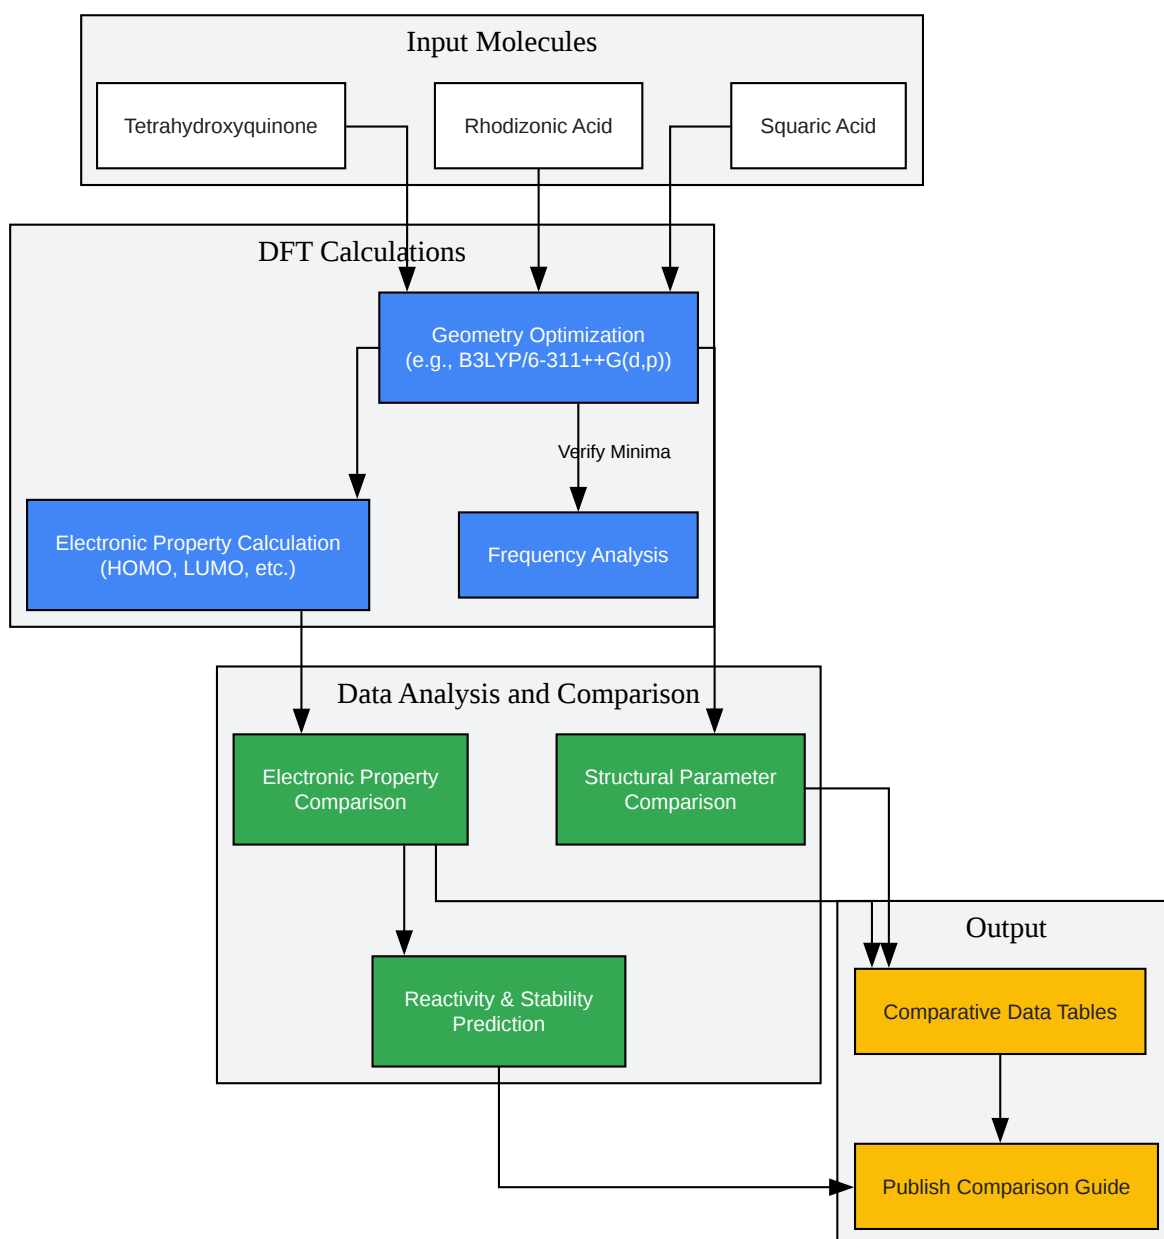 Input Molecules
Tetrahydroxyquinone
Rhodizonic Acid
Squaric Acid
DFT Calculations
Geometry Optimization
(e.g., B3LYP/6-311++G(d,p))
Verify Minima
Electronic Property Calculation
(HOMO, LUMO, etc.)
Frequency Analysis
Data Analysis and Comparison
Electronic Property
Comparison
Structural Parameter
Comparison
Reactivity & Stability
Prediction
Output
Comparative Data Tables
Publish Comparison Guide